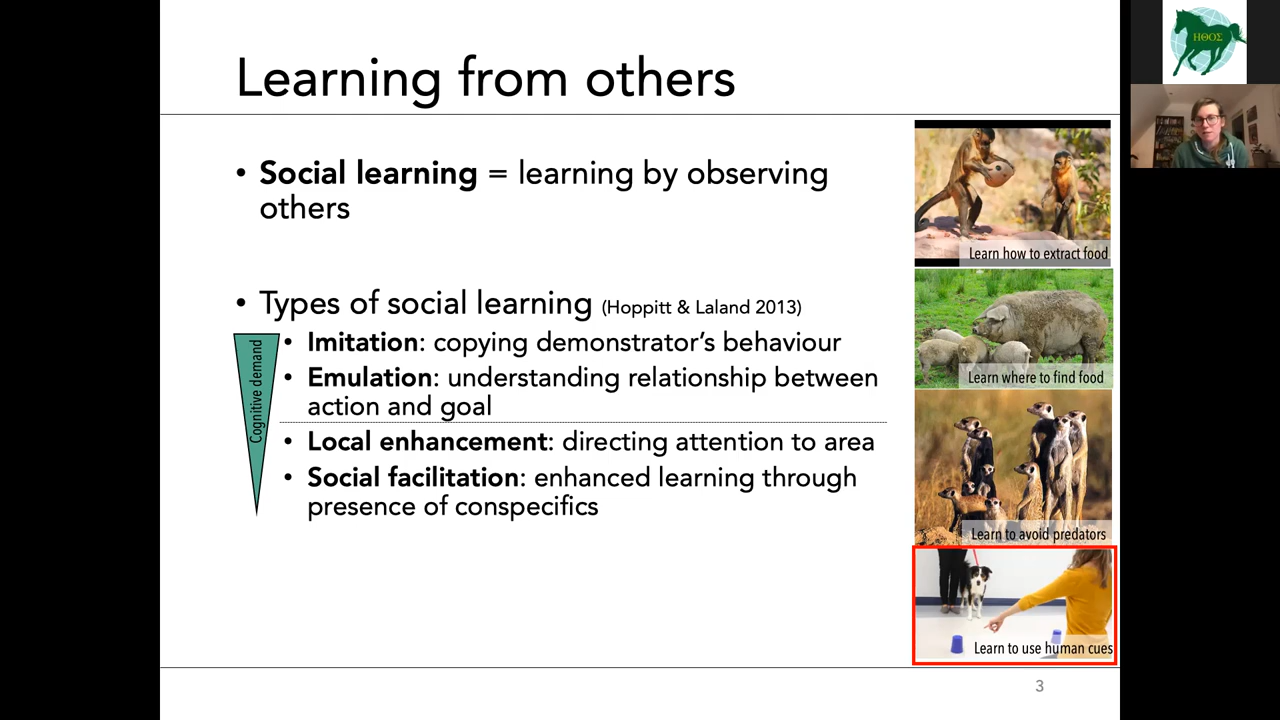 Learning from others
• Social learning = learning by observing
others
• Types of social learning (Hoppitt & Laland 2013)
Cognitive demand
• Imitation: copying demonstrator’s behaviour
• Emulation: understanding relationship between
action and goal
• Local enhancement: directing attention to area
• Social facilitation: enhanced learning through
presence of conspecifics
Learn how to extract food
Learn where to find food
Learn to avoid predators
Learn to use human cues
3
ΗΘΟΣ